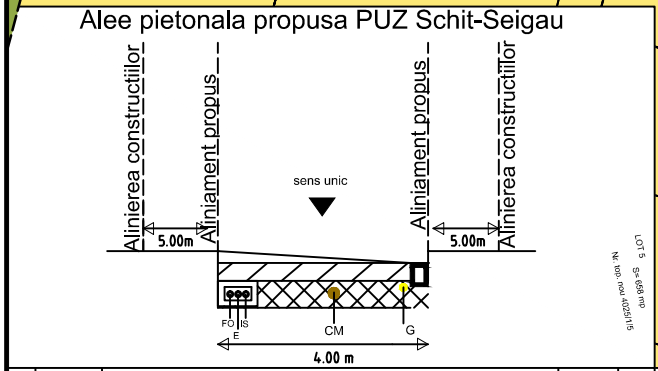 Alee pietonala propusa PUZ Schit-Seigau
Alinierea constructiilor
Aliniament propus
Aliniament propus
Alinierea constructiilor
sens unic
5.00m
5.00m
LOT 5 S= 658 mp
Nr. top. nou 4025/1/5
FO
IS
E
CM
G
4.00 m